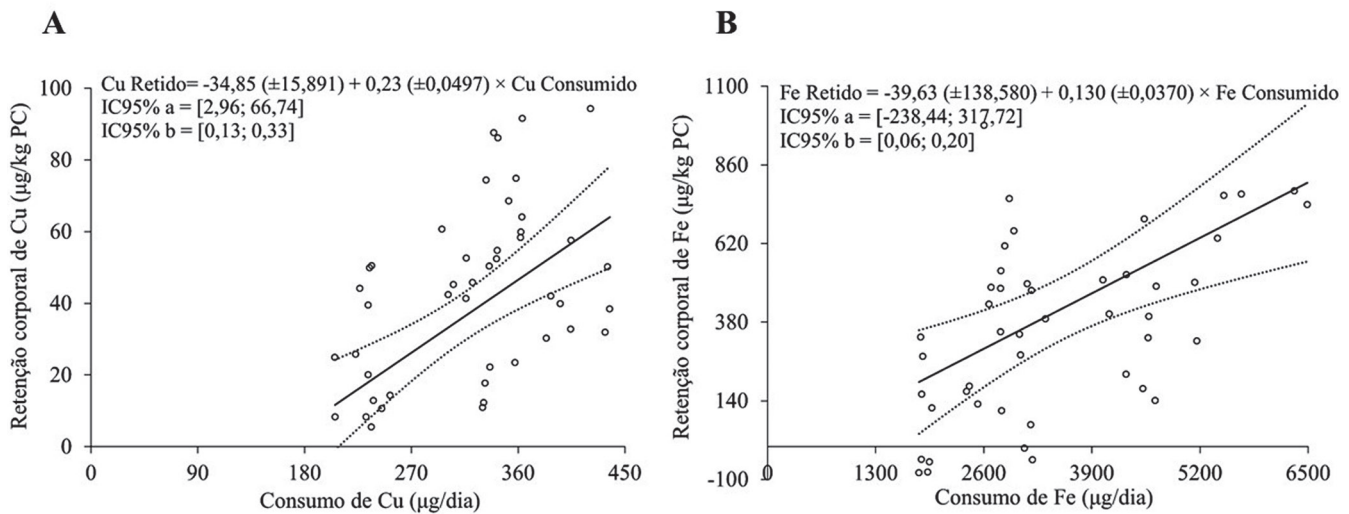 A
Cu Retido= -34,85 (±15,891) + 0,23 (±0,0497) × Cu Consumido
IC95% a = [2,96; 66,74]
IC95% b = [0,13; 0,33]
Retenção corporal de Cu (µg/kg PC)
100
80
60
40
20
0
0 90 180 270 360 450
Consumo de Cu (µg/dia)
B
Fe Retido = -39,63 (±138,580) + 0,130 (±0,0370) × Fe Consumido
IC95% a = [-238,44; 317,72]
IC95% b = [0,06; 0,20]
Retenção corporal de Fe (µg/kg PC)
1100
860
620
380
140
-100
0 1300 2600 3900 5200 6500
Consumo de Fe (µg/dia)